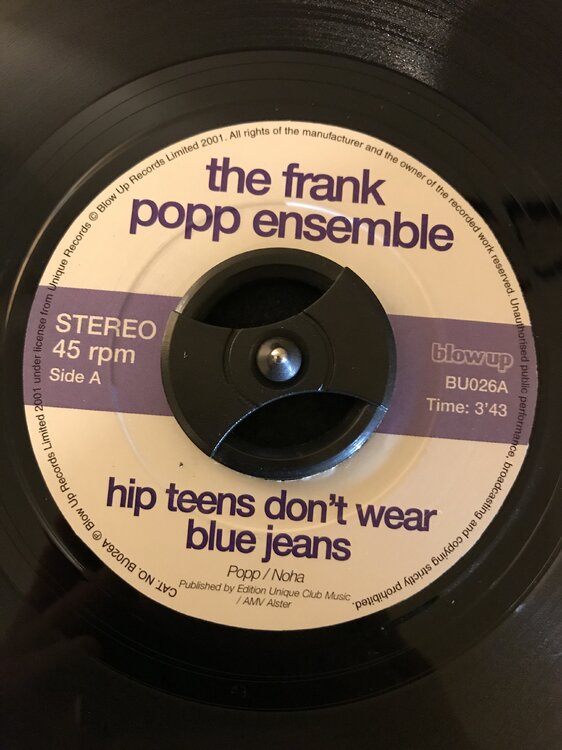 the frank
popp ensemble
STEREO
45 rpm
Side A
blow up
BU026A
Time: 3'43
hip teens don't wear
blue jeans
Popp / Noha
Published by Edition Unique Club Music
/ AMV Alster
CAT. NO. BU026A ℗ Blow Up Records Limited 2001 under license from Unique Records © Blow Up Records Limited 2001. All rights of the manufacturer and the owner of the recorded work reserved. Unauthorised public performance, broadcasting and copying strictly prohibited.